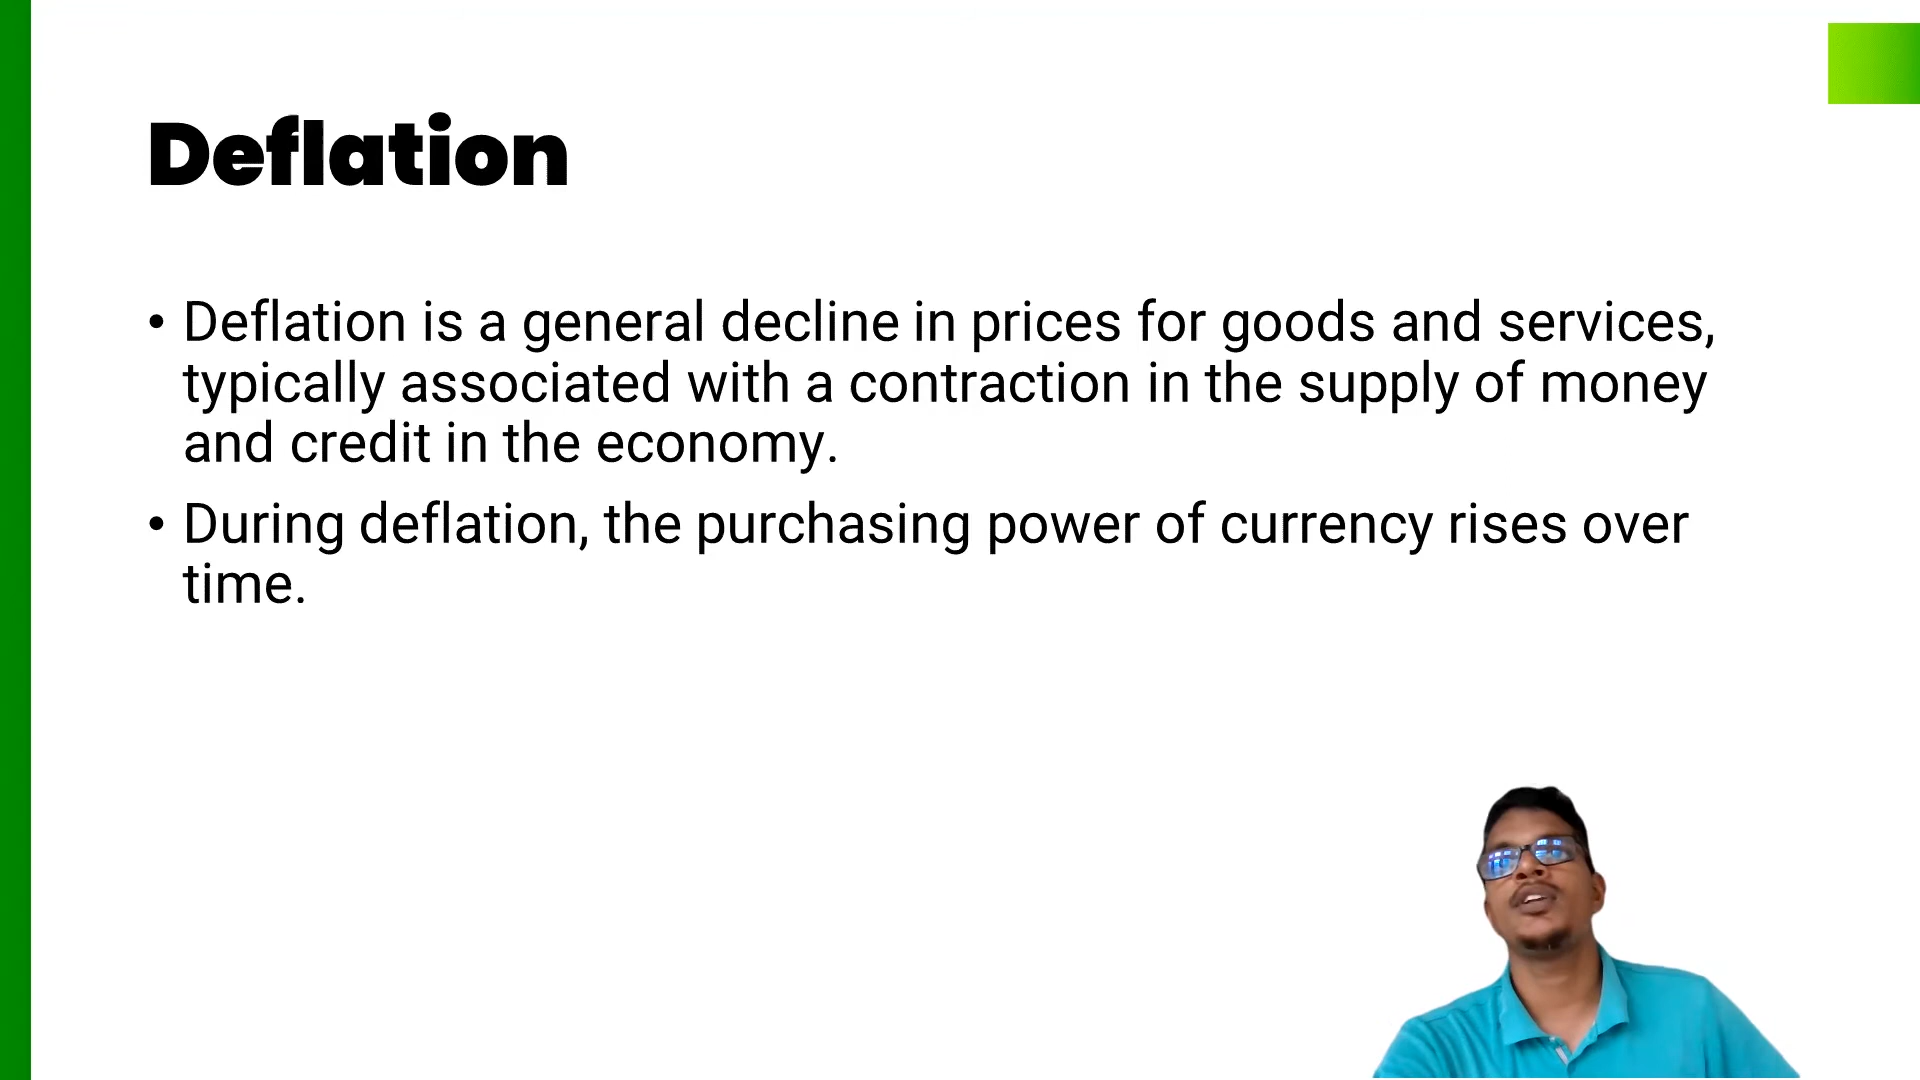 Deflation
• Deflation is a general decline in prices for goods and services,
typically associated with a contraction in the supply of money
and credit in the economy.
• During deflation, the purchasing power of currency rises over
time.